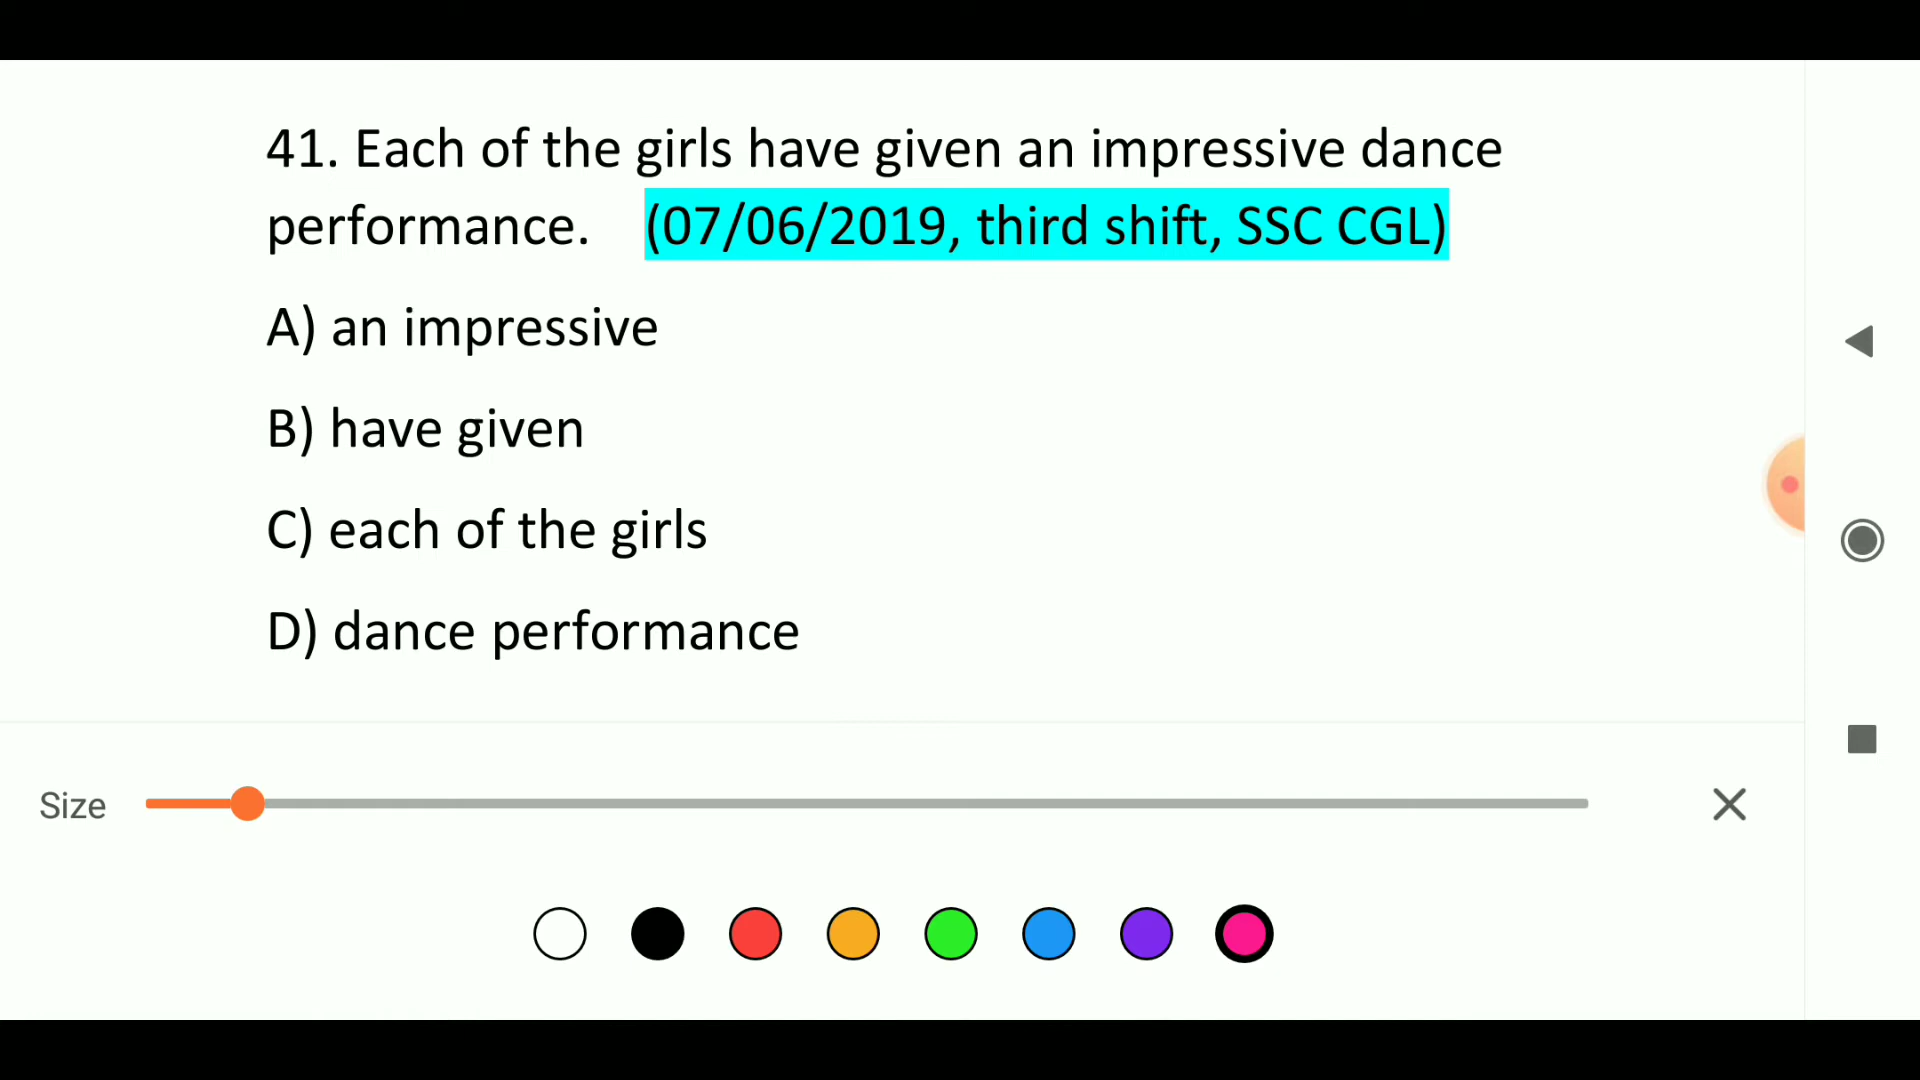 41. Each of the girls have given an impressive dance
performance. (07/06/2019, third shift, SSC CGL)
A) an impressive
B) have given
C) each of the girls
D) dance performance
Size